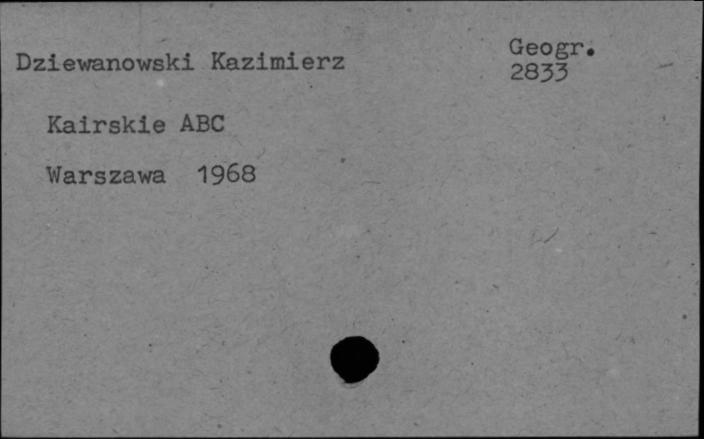 Dziewanowski Kazimierz
Geogr.
2833
Kairskie ABC
Warszawa 1968